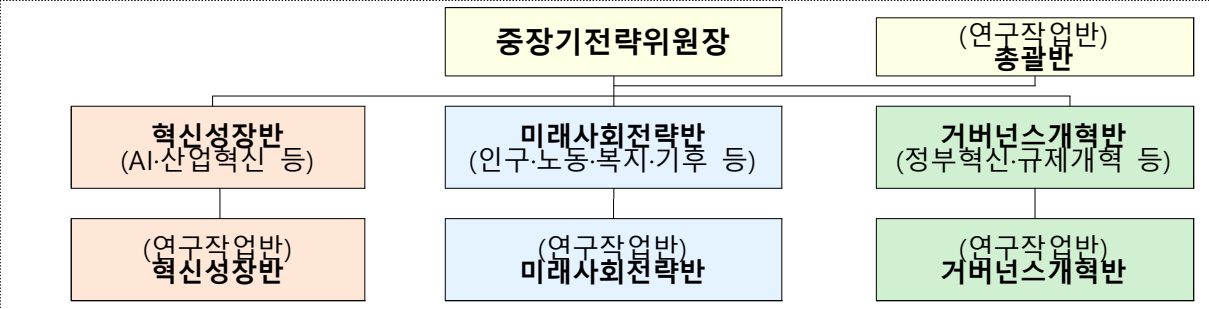 중장기전략위원장
(연구작업반)
총괄반
혁신성장반
(AI·산업혁신 등)
미래사회전략반
(인구·노동·복지·기후 등)
거버넌스개혁반
(정부혁신·규제개혁 등)
(연구작업반)
혁신성장반
(연구작업반)
미래사회전략반
(연구작업반)
거버넌스개혁반